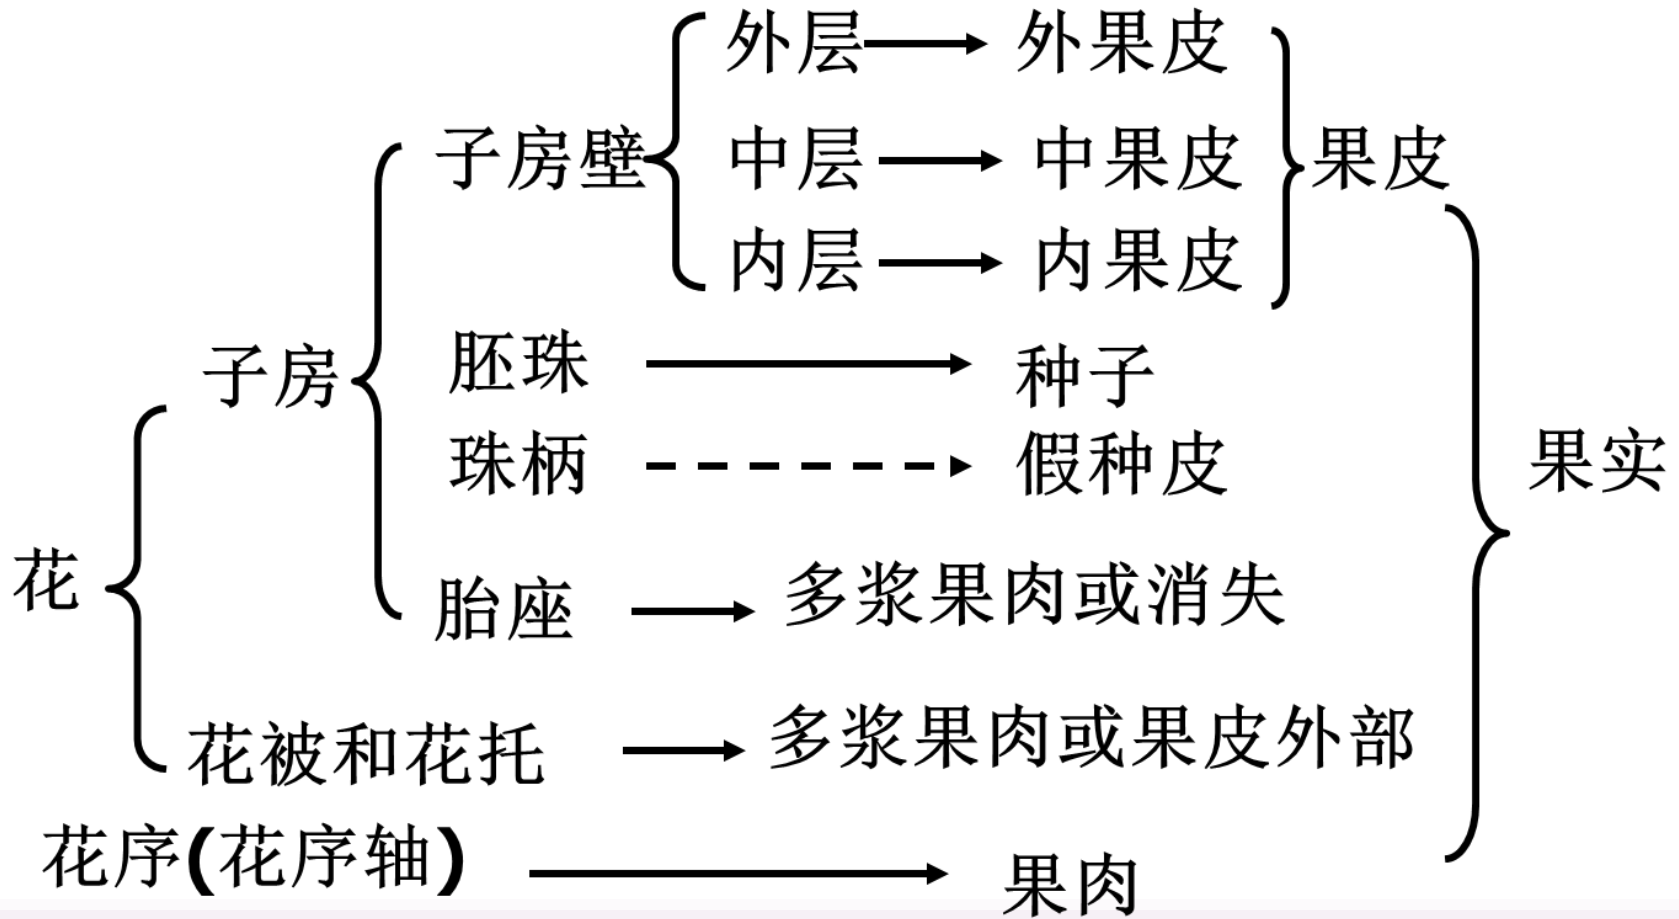 外层 外果皮
子房壁 中层 中果皮 果皮
内层 内果皮
子房 胚珠 种子
珠柄 假种皮 果实
花 胎座 多浆果肉或消失
花被和花托 多浆果肉或果皮外部
花序(花序轴) 果肉